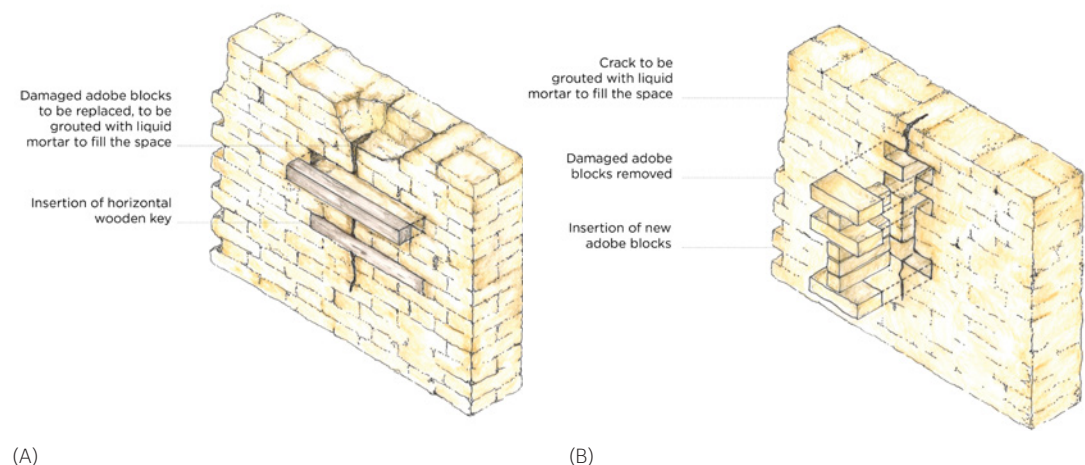 Damaged adobe blocks
to be replaced, to be
grouted with liquid
mortar to fill the space
Insertion of horizontal
wooden key
(A)
Crack to be
grouted with liquid
mortar to fill the space
Damaged adobe
blocks removed
Insertion of new
adobe blocks
(B)